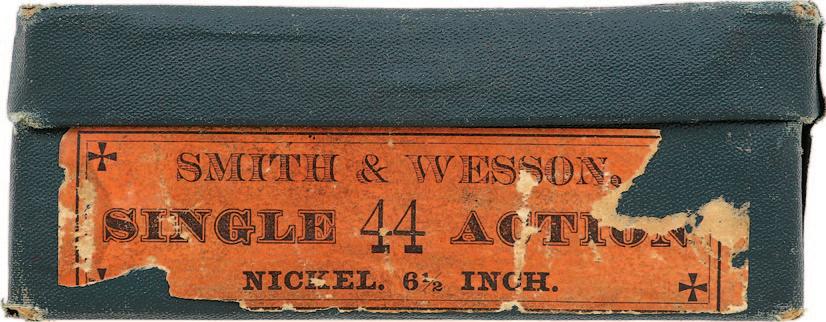 SMITH & WESSON.
SINGLE 44 ACTION
NICKEL. 6½ INCH.